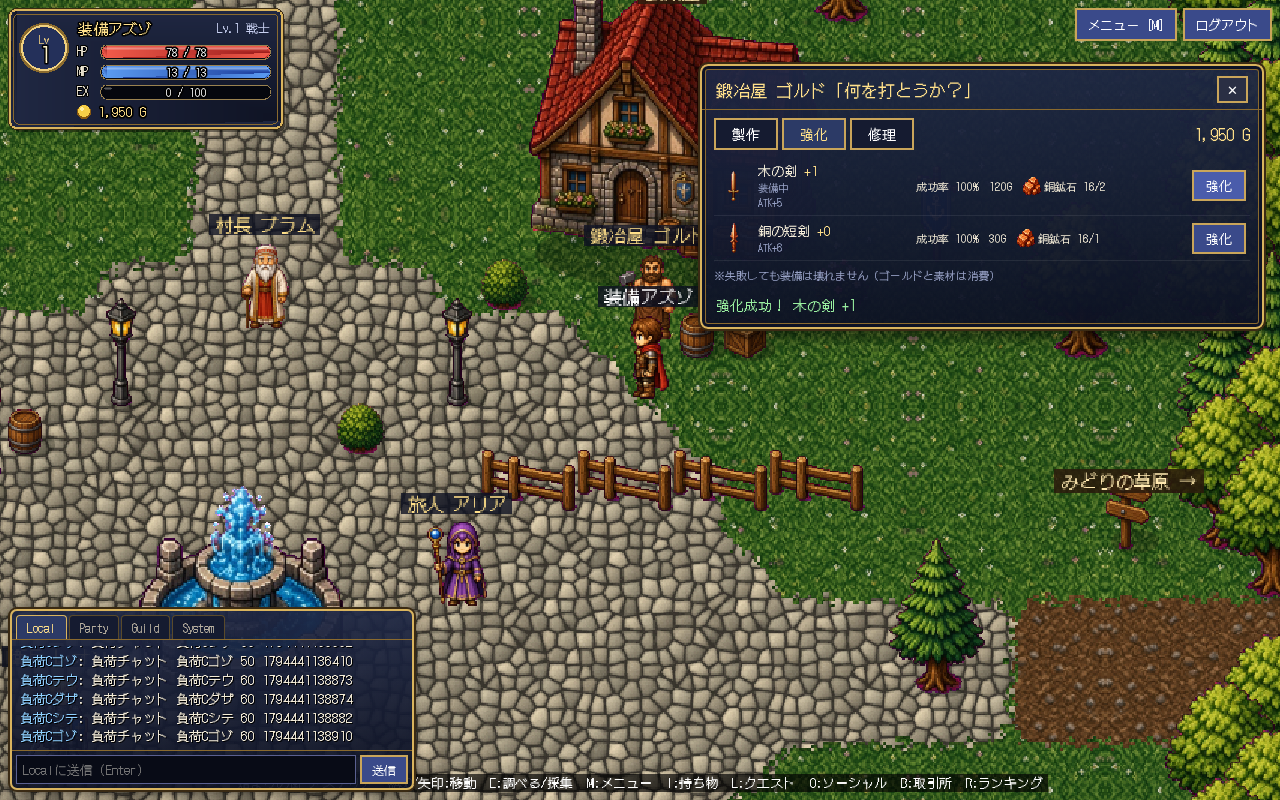 装備アズゾ Lv.1 戦士
Lv 1
HP 78 / 78
MP 13 / 13
EX 0 / 100
1,950 G
メニュー [M] ログアウト
鍛冶屋 ゴルド「何を打とうか?」 ×
製作 強化 修理 1,950 G
木の剣 +1
装備中
ATK+5
成功率 100% 120G 銅鉱石 16/2 強化
銅の短剣 +0
ATK+8
成功率 100% 30G 銅鉱石 16/1 強化
※失敗しても装備は壊れません(ゴールドと素材は消費)
強化成功! 木の剣 +1
村長 ブラム
鍛冶屋 ゴルド
装備アズゾ
みどりの草原 →
旅人 アリア
Local Party Guild System
負荷Cゴゾ: 負荷チャット 負荷Cゴゾ 50 1794441136410
負荷Cテウ: 負荷チャット 負荷Cテウ 60 1794441138873
負荷Cダザ: 負荷チャット 負荷Cダザ 60 1794441138874
負荷Cシテ: 負荷チャット 負荷Cシテ 60 1794441138882
負荷Cゴゾ: 負荷チャット 負荷Cゴゾ 60 1794441138910
Localに送信 (Enter) 送信
矢印:移動 E:調べる/採集 M:メニュー I:持ち物 L:クエスト O:ソーシャル B:取引所 R:ランキング